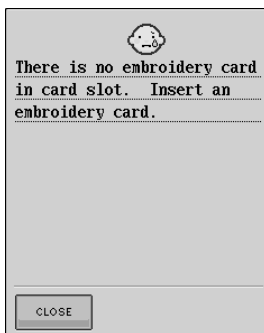 There is no embroidery card
in card slot.  Insert an
embroidery card.
CLOSE